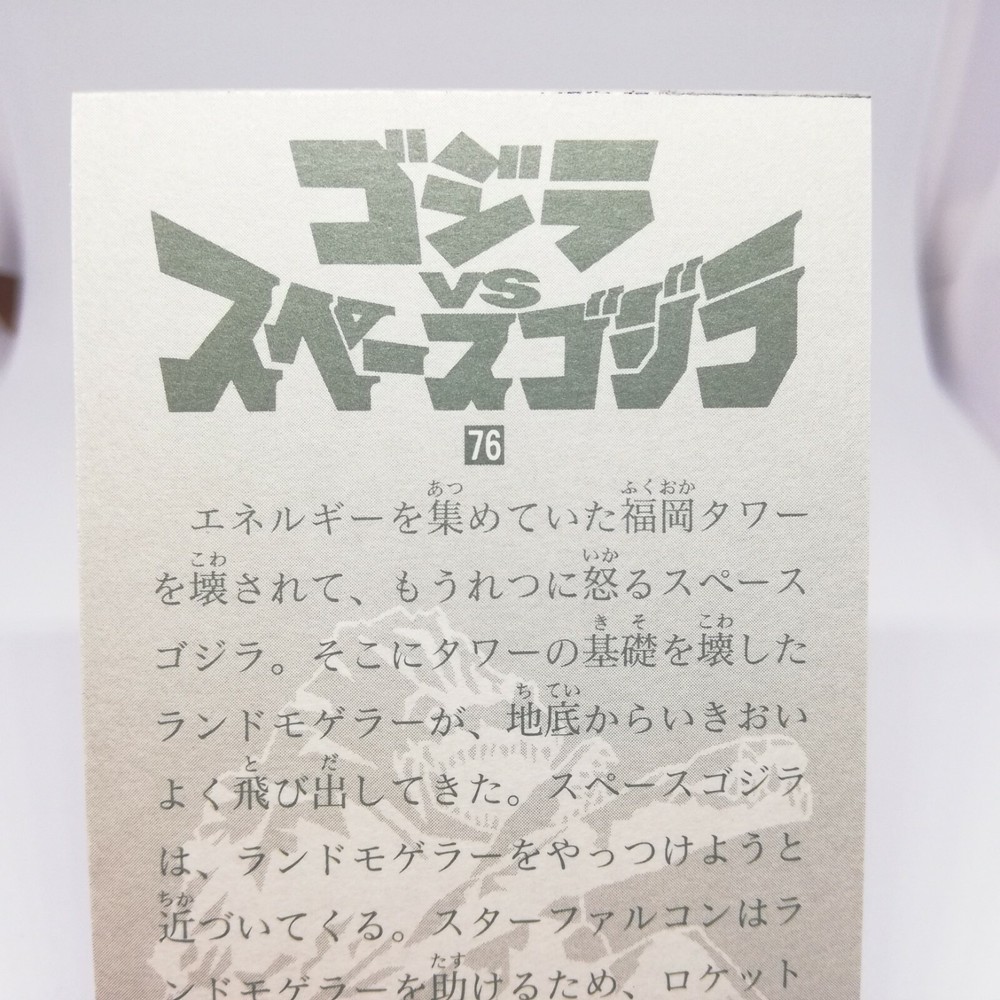 ゴジラ
VS
スペースゴジラ
76
エネルギーを集めていた福岡タワー
を壊されて、もうれつに怒るスペース
ゴジラ。そこにタワーの基礎を壊した
ランドモゲラーが、地底からいきおい
よく飛び出してきた。スペースゴジラ
は、ランドモゲラーをやっつけようと
近づいてくる。スターファルコンはラ
ンドモゲラーを助けるため、ロケット